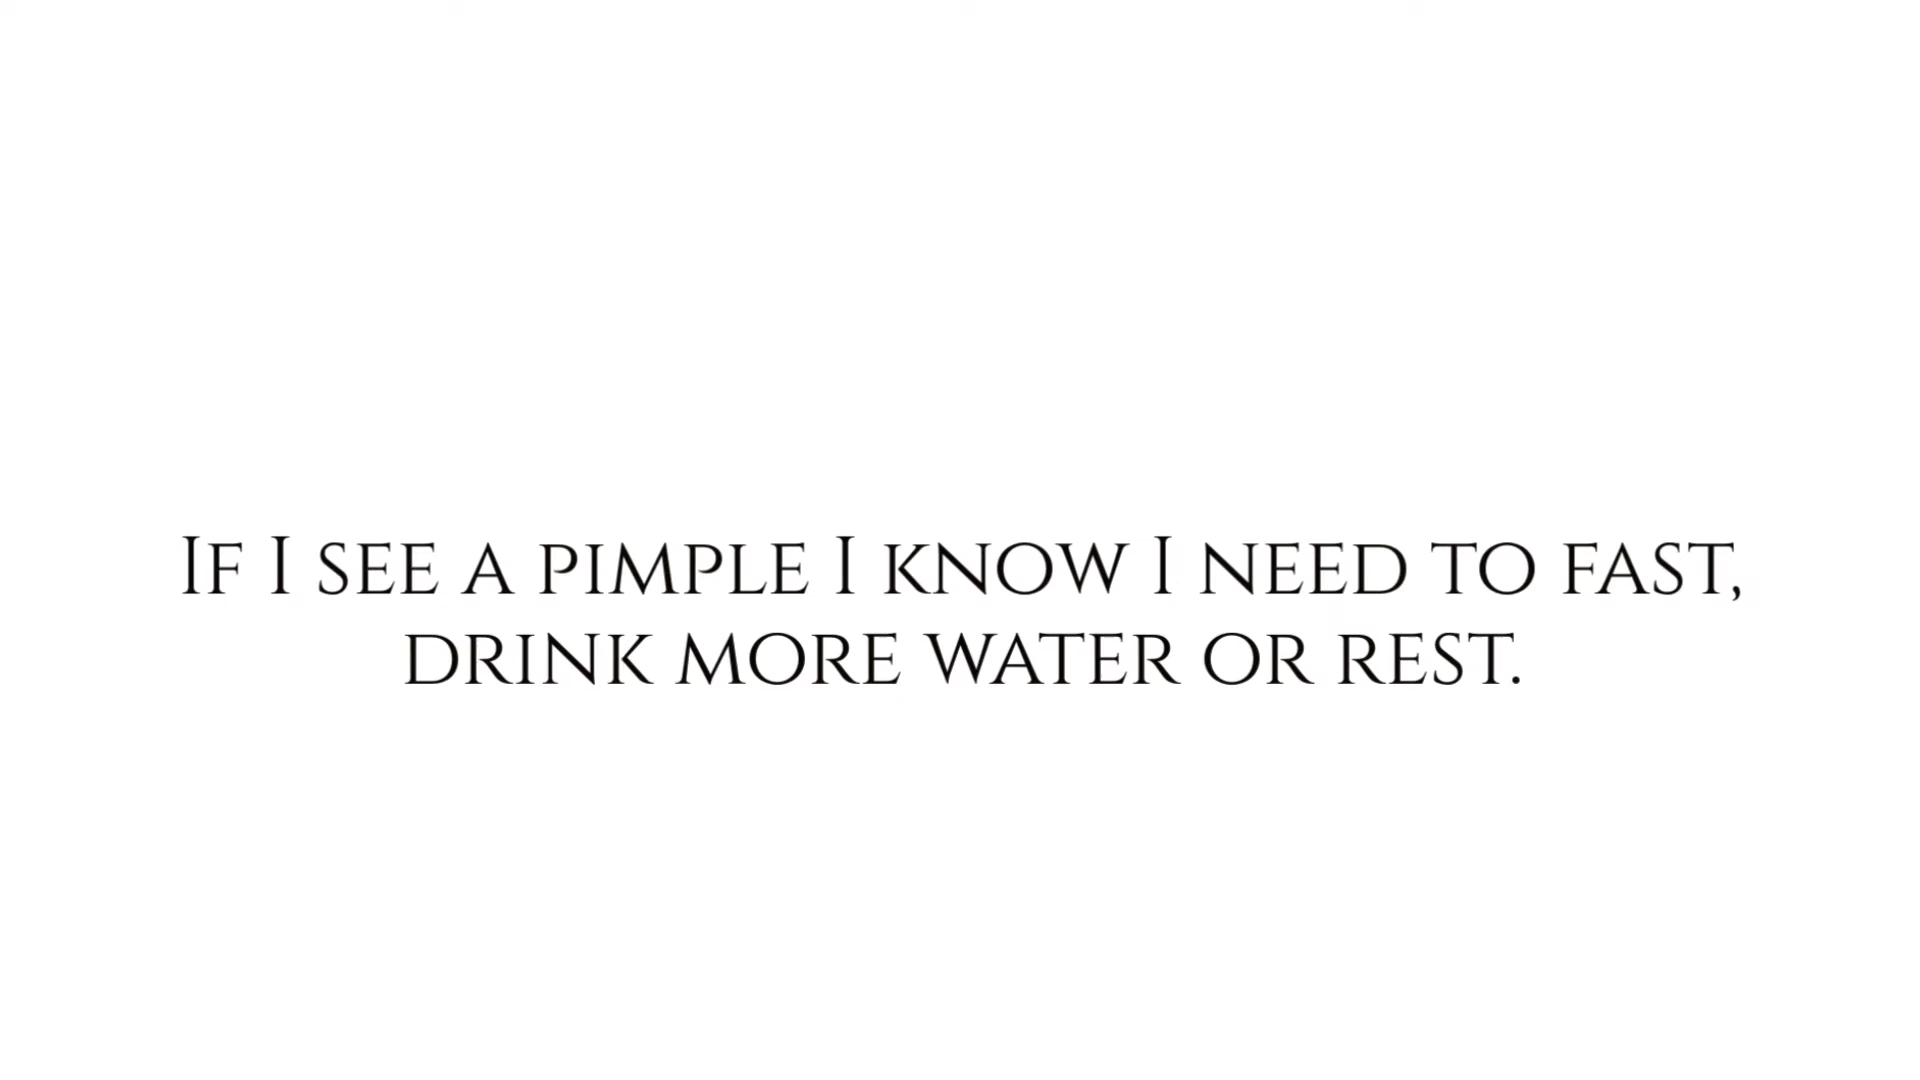 If I see a pimple I know I need to fast,
drink more water or rest.